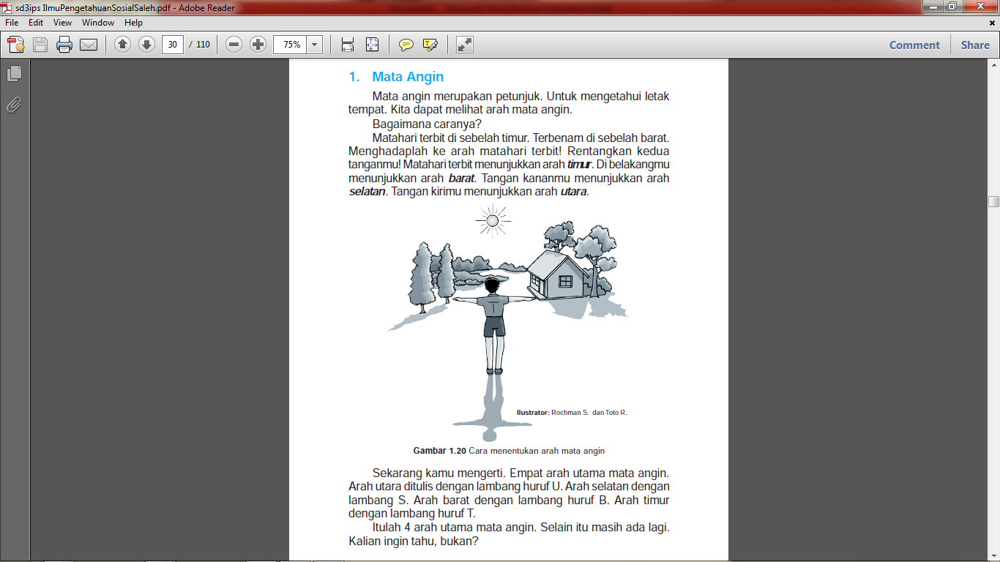 sd3ips IlmuPengetahuanSosialSaleh.pdf - Adobe Reader
File Edit View Window Help
30 / 110 75% Comment Share
1. Mata Angin
Mata angin merupakan petunjuk. Untuk mengetahui letak
tempat. Kita dapat melihat arah mata angin.
Bagaimana caranya?
Matahari terbit di sebelah timur. Terbenam di sebelah barat.
Menghadaplah ke arah matahari terbit! Rentangkan kedua
tanganmu! Matahari terbit menunjukkan arah timur. Di belakangmu
menunjukkan arah barat. Tangan kananmu menunjukkan arah
selatan. Tangan kirimu menunjukkan arah utara.
Ilustrator: Rochman S. dan Toto R.
Gambar 1.20 Cara menentukan arah mata angin
Sekarang kamu mengerti. Empat arah utama mata angin.
Arah utara ditulis dengan lambang huruf U. Arah selatan dengan
lambang S. Arah barat dengan lambang huruf B. Arah timur
dengan lambang huruf T.
Itulah 4 arah utama mata angin. Selain itu masih ada lagi.
Kalian ingin tahu, bukan?